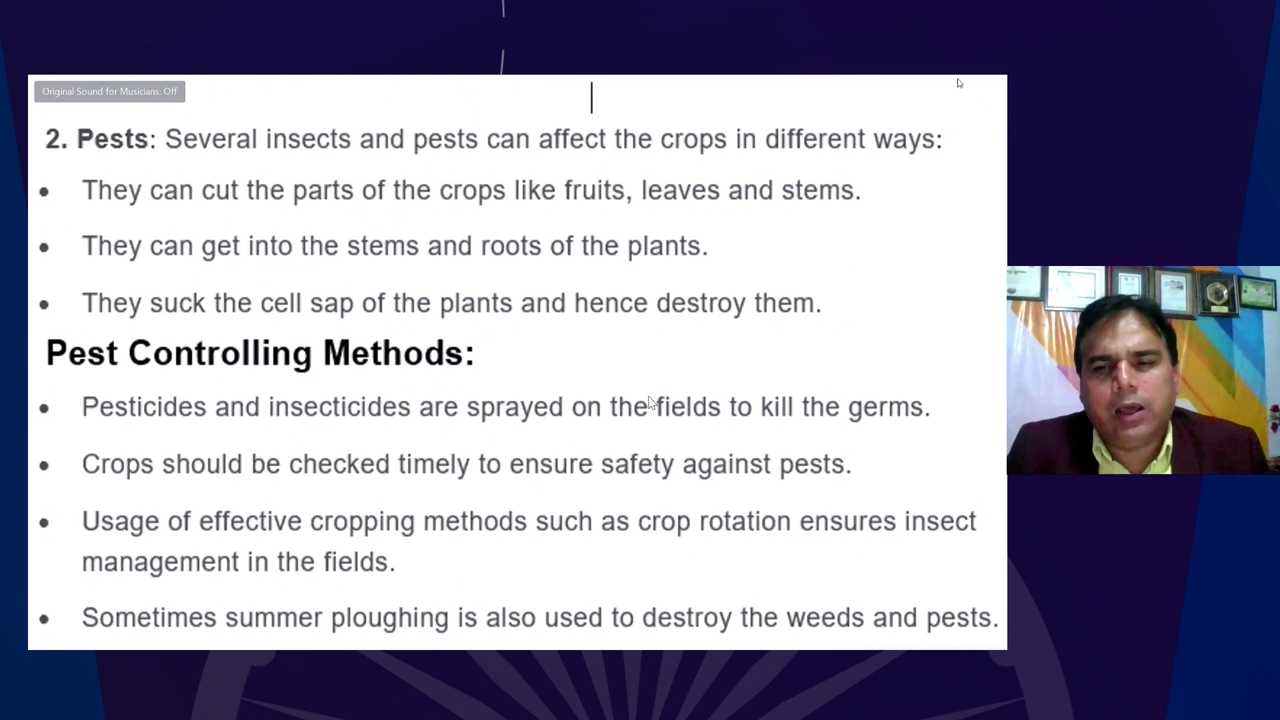 Original Sound for Musicians: Off
2. Pests: Several insects and pests can affect the crops in different ways:
• They can cut the parts of the crops like fruits, leaves and stems.
• They can get into the stems and roots of the plants.
• They suck the cell sap of the plants and hence destroy them.
Pest Controlling Methods:
• Pesticides and insecticides are sprayed on the fields to kill the germs.
• Crops should be checked timely to ensure safety against pests.
• Usage of effective cropping methods such as crop rotation ensures insect
management in the fields.
• Sometimes summer ploughing is also used to destroy the weeds and pests.